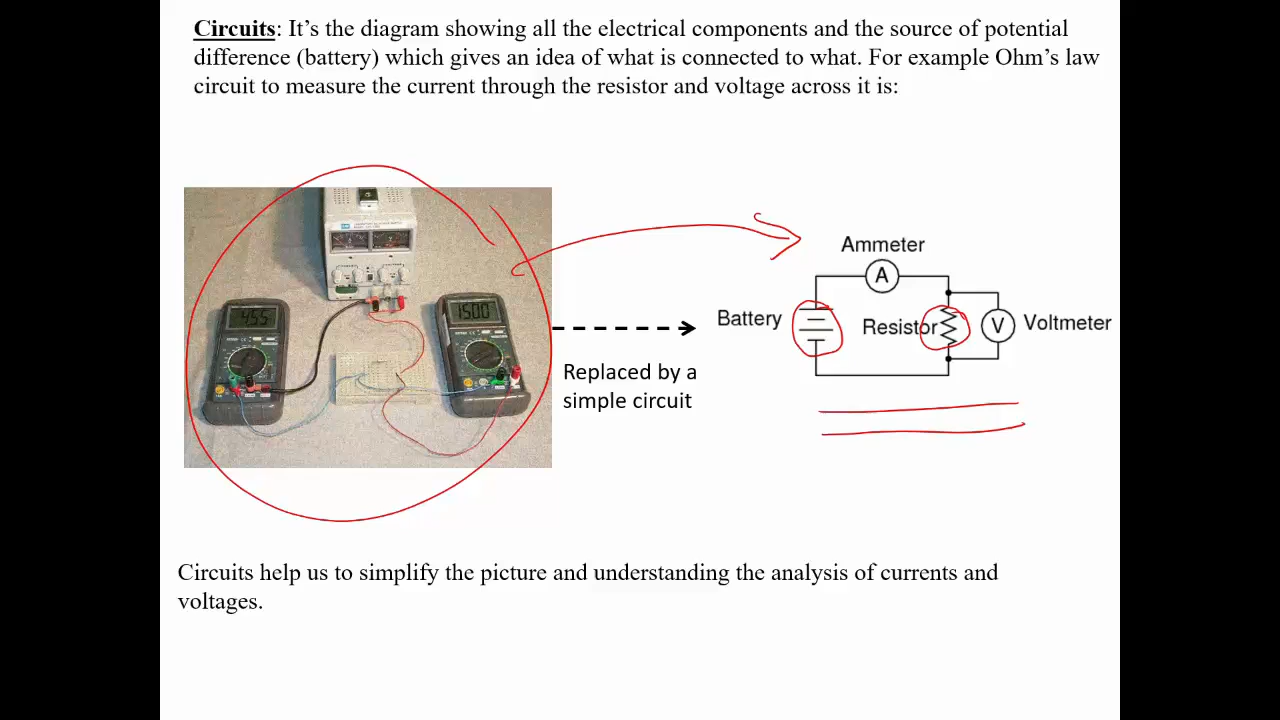 Circuits: It’s the diagram showing all the electrical components and the source of potential
difference (battery) which gives an idea of what is connected to what. For example Ohm’s law
circuit to measure the current through the resistor and voltage across it is:
Ammeter
A
Battery
Resistor
V
Voltmeter
Replaced by a
simple circuit
Circuits help us to simplify the picture and understanding the analysis of currents and
voltages.